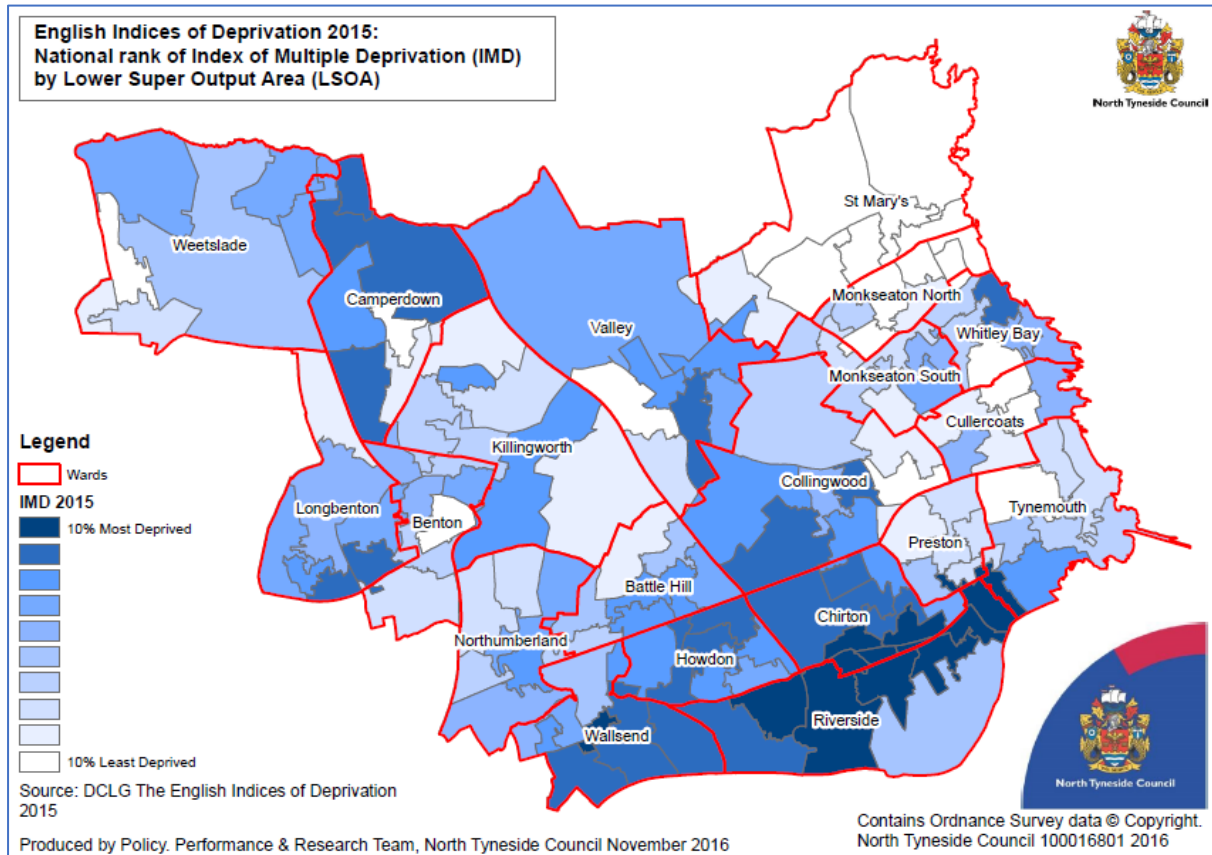 English Indices of Deprivation 2015:
National rank of Index of Multiple Deprivation (IMD)
by Lower Super Output Area (LSOA)
North Tyneside Council
St Mary's
Weetslade
Camperdown
Monkseaton North
Valley
Whitley Bay
Monkseaton South
Cullercoats
Killingworth
Collingwood
Longbenton
Benton
Tynemouth
Preston
Battle Hill
Chirton
Northumberland
Howdon
Riverside
Wallsend
Legend
Wards
IMD 2015
10% Most Deprived
10% Least Deprived
Source: DCLG The English Indices of Deprivation
2015
Produced by Policy. Performance & Research Team, North Tyneside Council November 2016
North Tyneside Council
Contains Ordnance Survey data © Copyright.
North Tyneside Council 100016801 2016